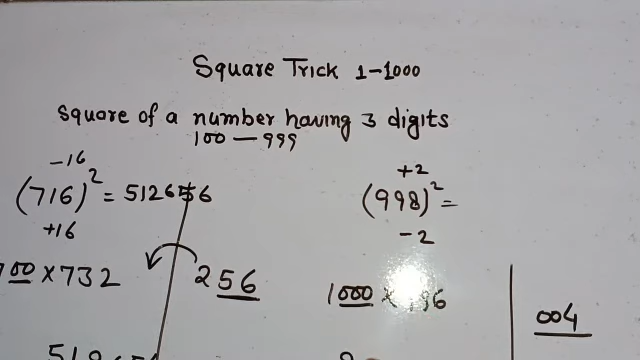 Square Trick 1-1000
Square of a number having 3 digits
100 — 999
-16
(716)² = 512656
+16
00 × 732
256
+2
(998)² =
-2
1000 ×
004